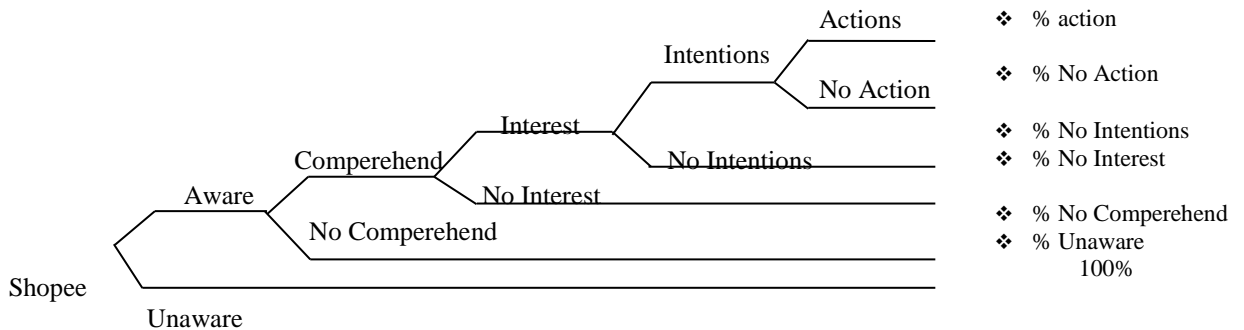 Actions
❖ % action
Intentions
❖ % No Action
No Action
Interest
❖ % No Intentions
Comperehend
No Intentions
❖ % No Interest
Aware
No Interest
❖ % No Comperehend
No Comperehend
❖ % Unaware
100%
Shopee
Unaware